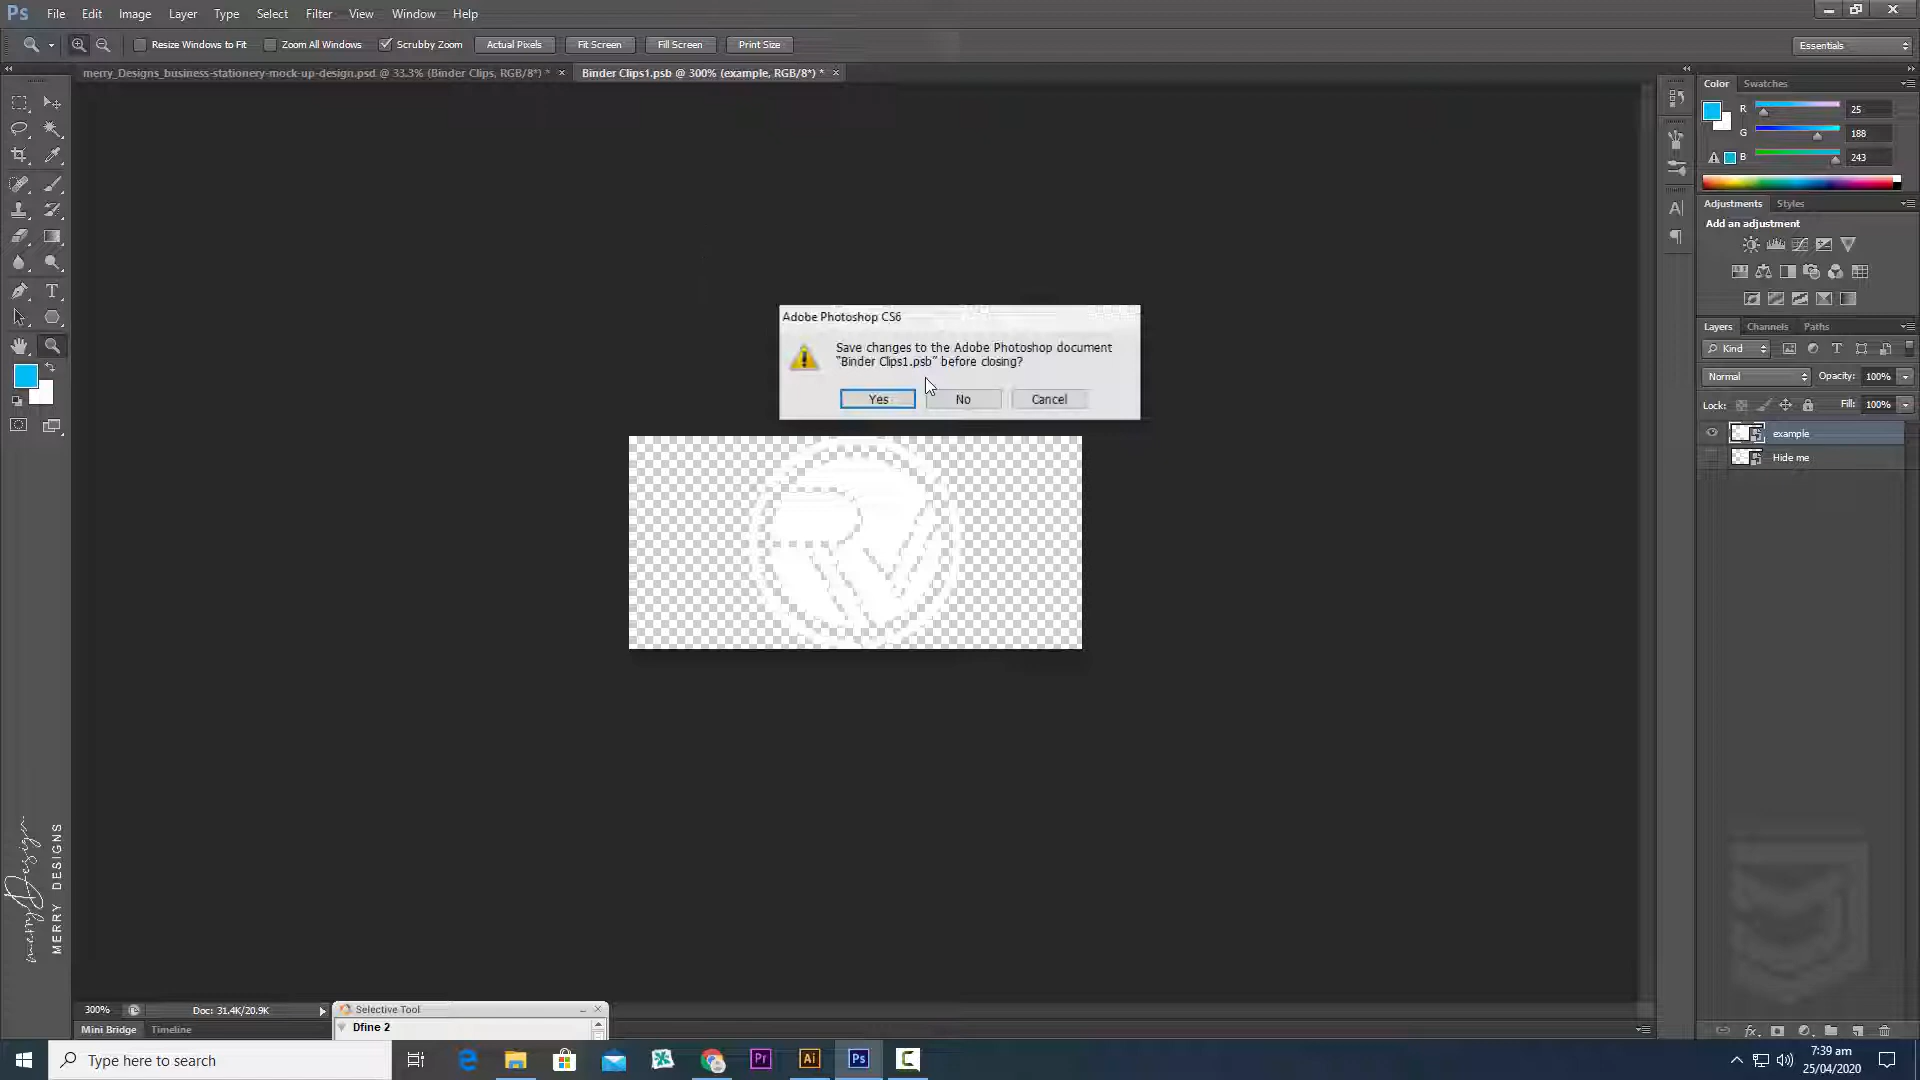 Ps File Edit Image Layer Type Select Filter View Window Help
Resize Windows to Fit Zoom All Windows Scrubby Zoom Actual Pixels Fit Screen Fill Screen Print Size Essentials
merry_Designs_business-stationery-mock-up-design.psd @ 33.3% (Binder Clips, RGB/8*) * Binder Clips1.psb @ 300% (example, RGB/8*) *
Color Swatches
R 25
G 188
B 243
Adjustments Styles
Add an adjustment
Layers Channels Paths
Kind
Normal Opacity: 100%
Lock: Fill: 100%
example
Hide me
Adobe Photoshop CS6
Save changes to the Adobe Photoshop document
"Binder Clips1.psb" before closing?
Yes No Cancel
merryDesign
MERRY DESIGNS
300% Doc: 31.4K/20.9K
Selective Tool
Dfine 2
Mini Bridge Timeline
Type here to search
Pr Ai Ps
7:39 am
25/04/2020